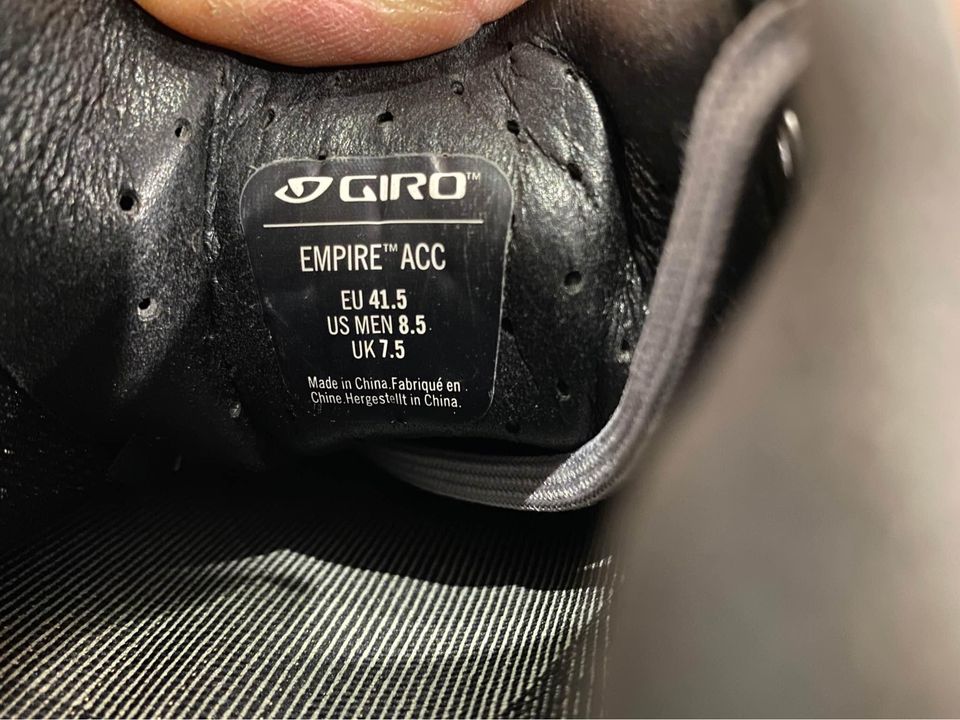 GIRO™
EMPIRE™ ACC
EU 41.5
US MEN 8.5
UK 7.5
Made in China.Fabriqué en
Chine.Hergestellt in China.